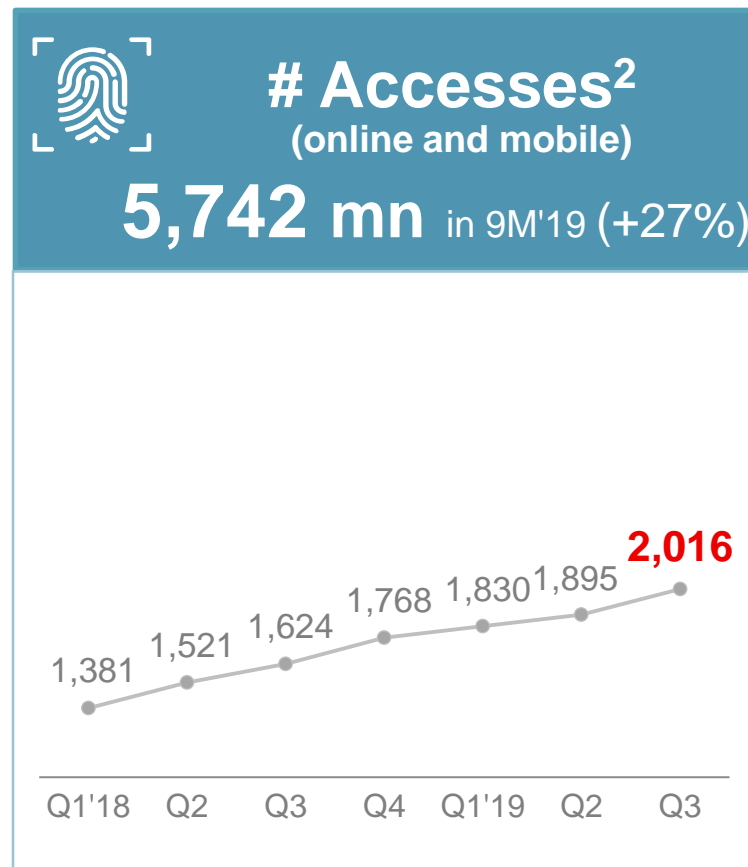 # Accesses²
(online and mobile)
5,742 mn in 9M'19 (+27%)
2,016
1,895
1,830
1,768
1,624
1,521
1,381
Q1'18 Q2 Q3 Q4 Q1'19 Q2 Q3